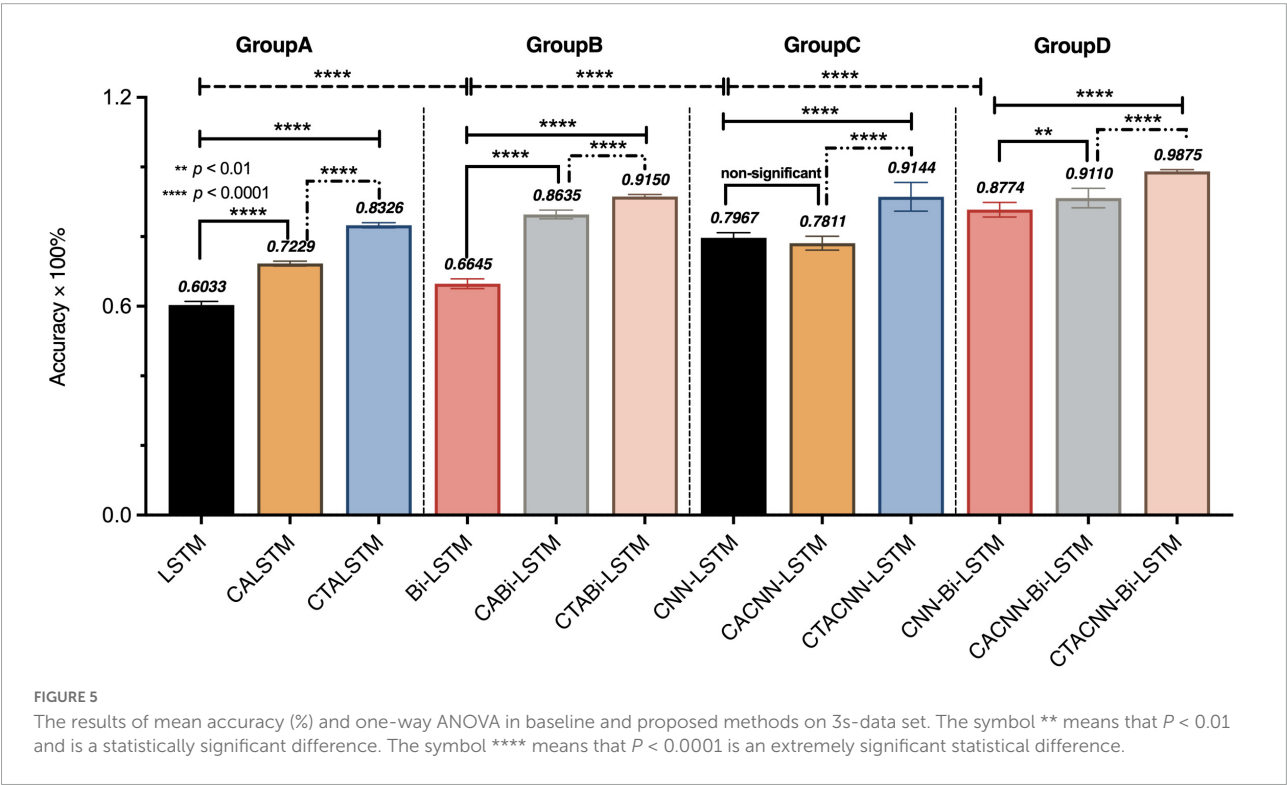 GroupA GroupB GroupC GroupD
**** **** ****
1.2
****
**** **** ****
** p < 0.01
**** p < 0.0001
**** ****
0.6033 0.7229 0.8326
**** ****
0.6645 0.8635 0.9150
non-significant ****
0.7967 0.7811 0.9144
** ****
0.8774 0.9110 0.9875
Accuracy × 100%
0.6
0.0
LSTM
CALSTM
CTALSTM
Bi-LSTM
CABi-LSTM
CTABi-LSTM
CNN-LSTM
CACNN-LSTM
CTACNN-LSTM
CNN-Bi-LSTM
CACNN-Bi-LSTM
CTACNN-Bi-LSTM
FIGURE 5
The results of mean accuracy (%) and one-way ANOVA in baseline and proposed methods on 3s-data set. The symbol ** means that P < 0.01
and is a statistically significant difference. The symbol **** means that P < 0.0001 is an extremely significant statistical difference.